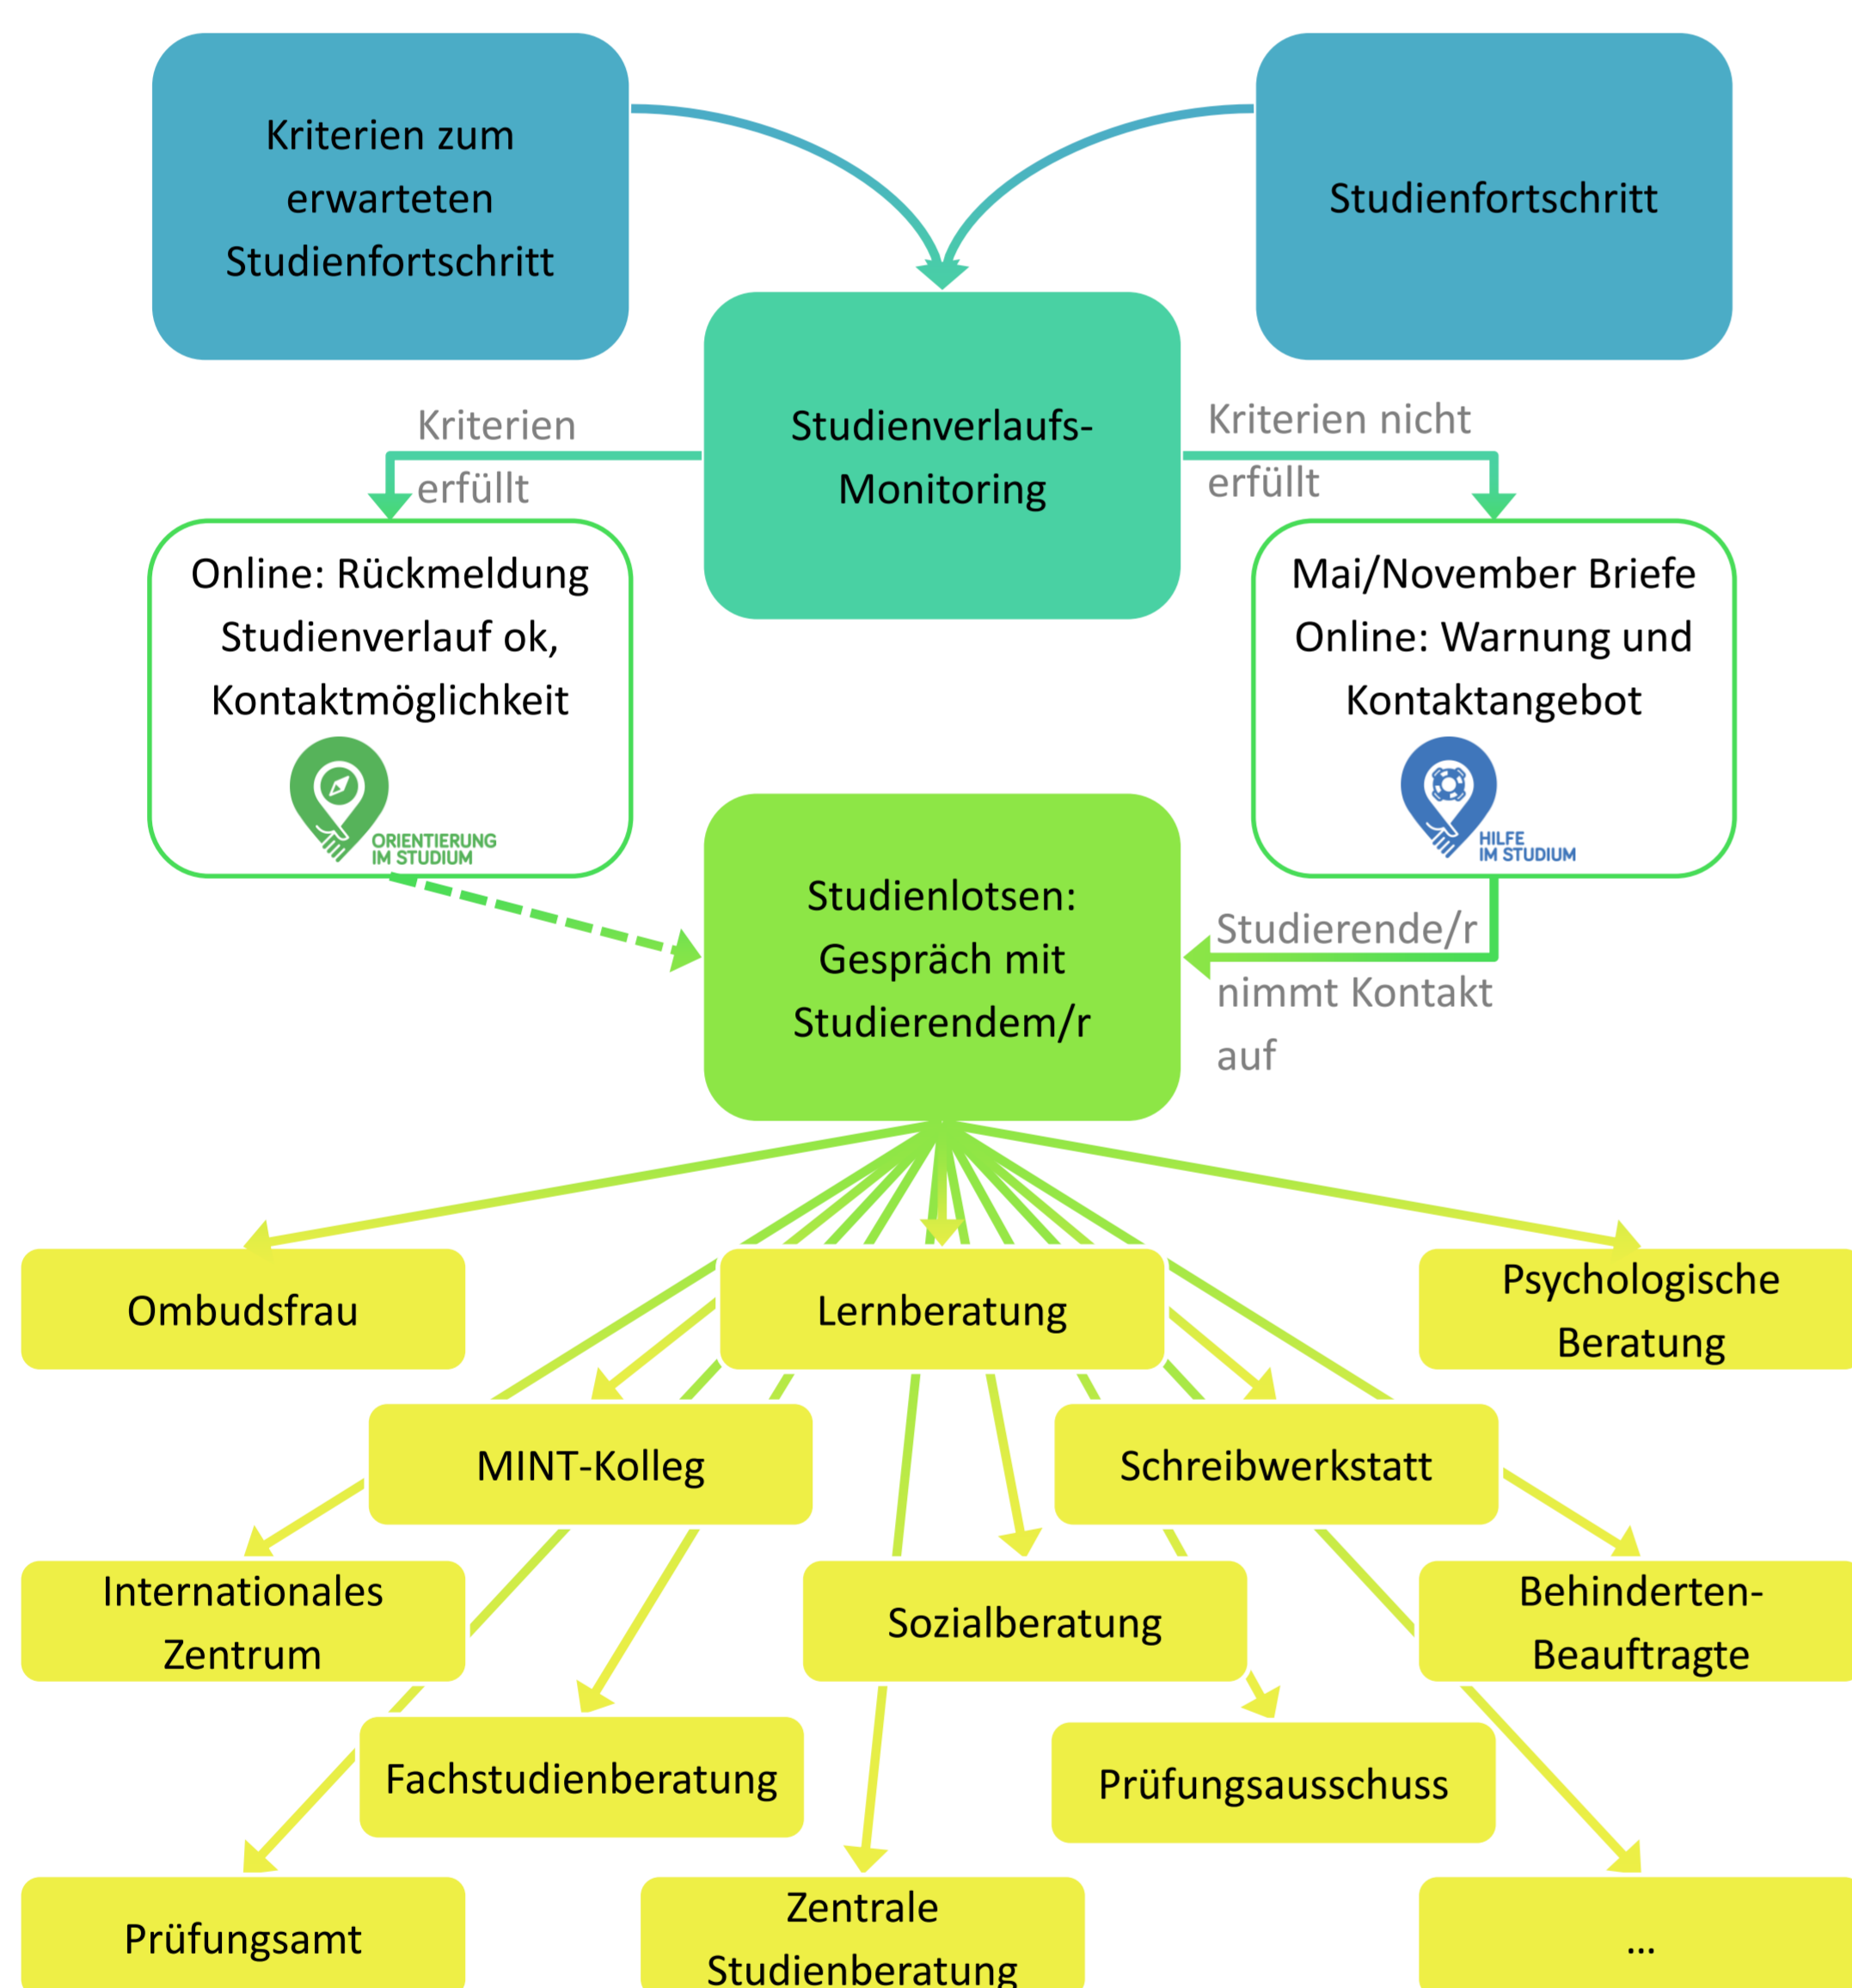 Kriterien zum
erwarteten
Studienfortschritt
Studienfortschritt
Studienverlaufs-
Monitoring
Kriterien
erfüllt
Kriterien nicht
erfüllt
Online: Rückmeldung
Studienverlauf ok,
Kontaktmöglichkeit
ORIENTIERUNG
IM STUDIUM
Mai/November Briefe
Online: Warnung und
Kontaktangebot
HILFE
IM STUDIUM
Studienlotsen:
Gespräch mit
Studierendem/r
Studierende/r
nimmt Kontakt
auf
Ombudsfrau
Lernberatung
Psychologische
Beratung
MINT-Kolleg
Schreibwerkstatt
Internationales
Zentrum
Sozialberatung
Behinderten-
Beauftragte
Fachstudienberatung
Prüfungsausschuss
Prüfungsamt
Zentrale
Studienberatung
...